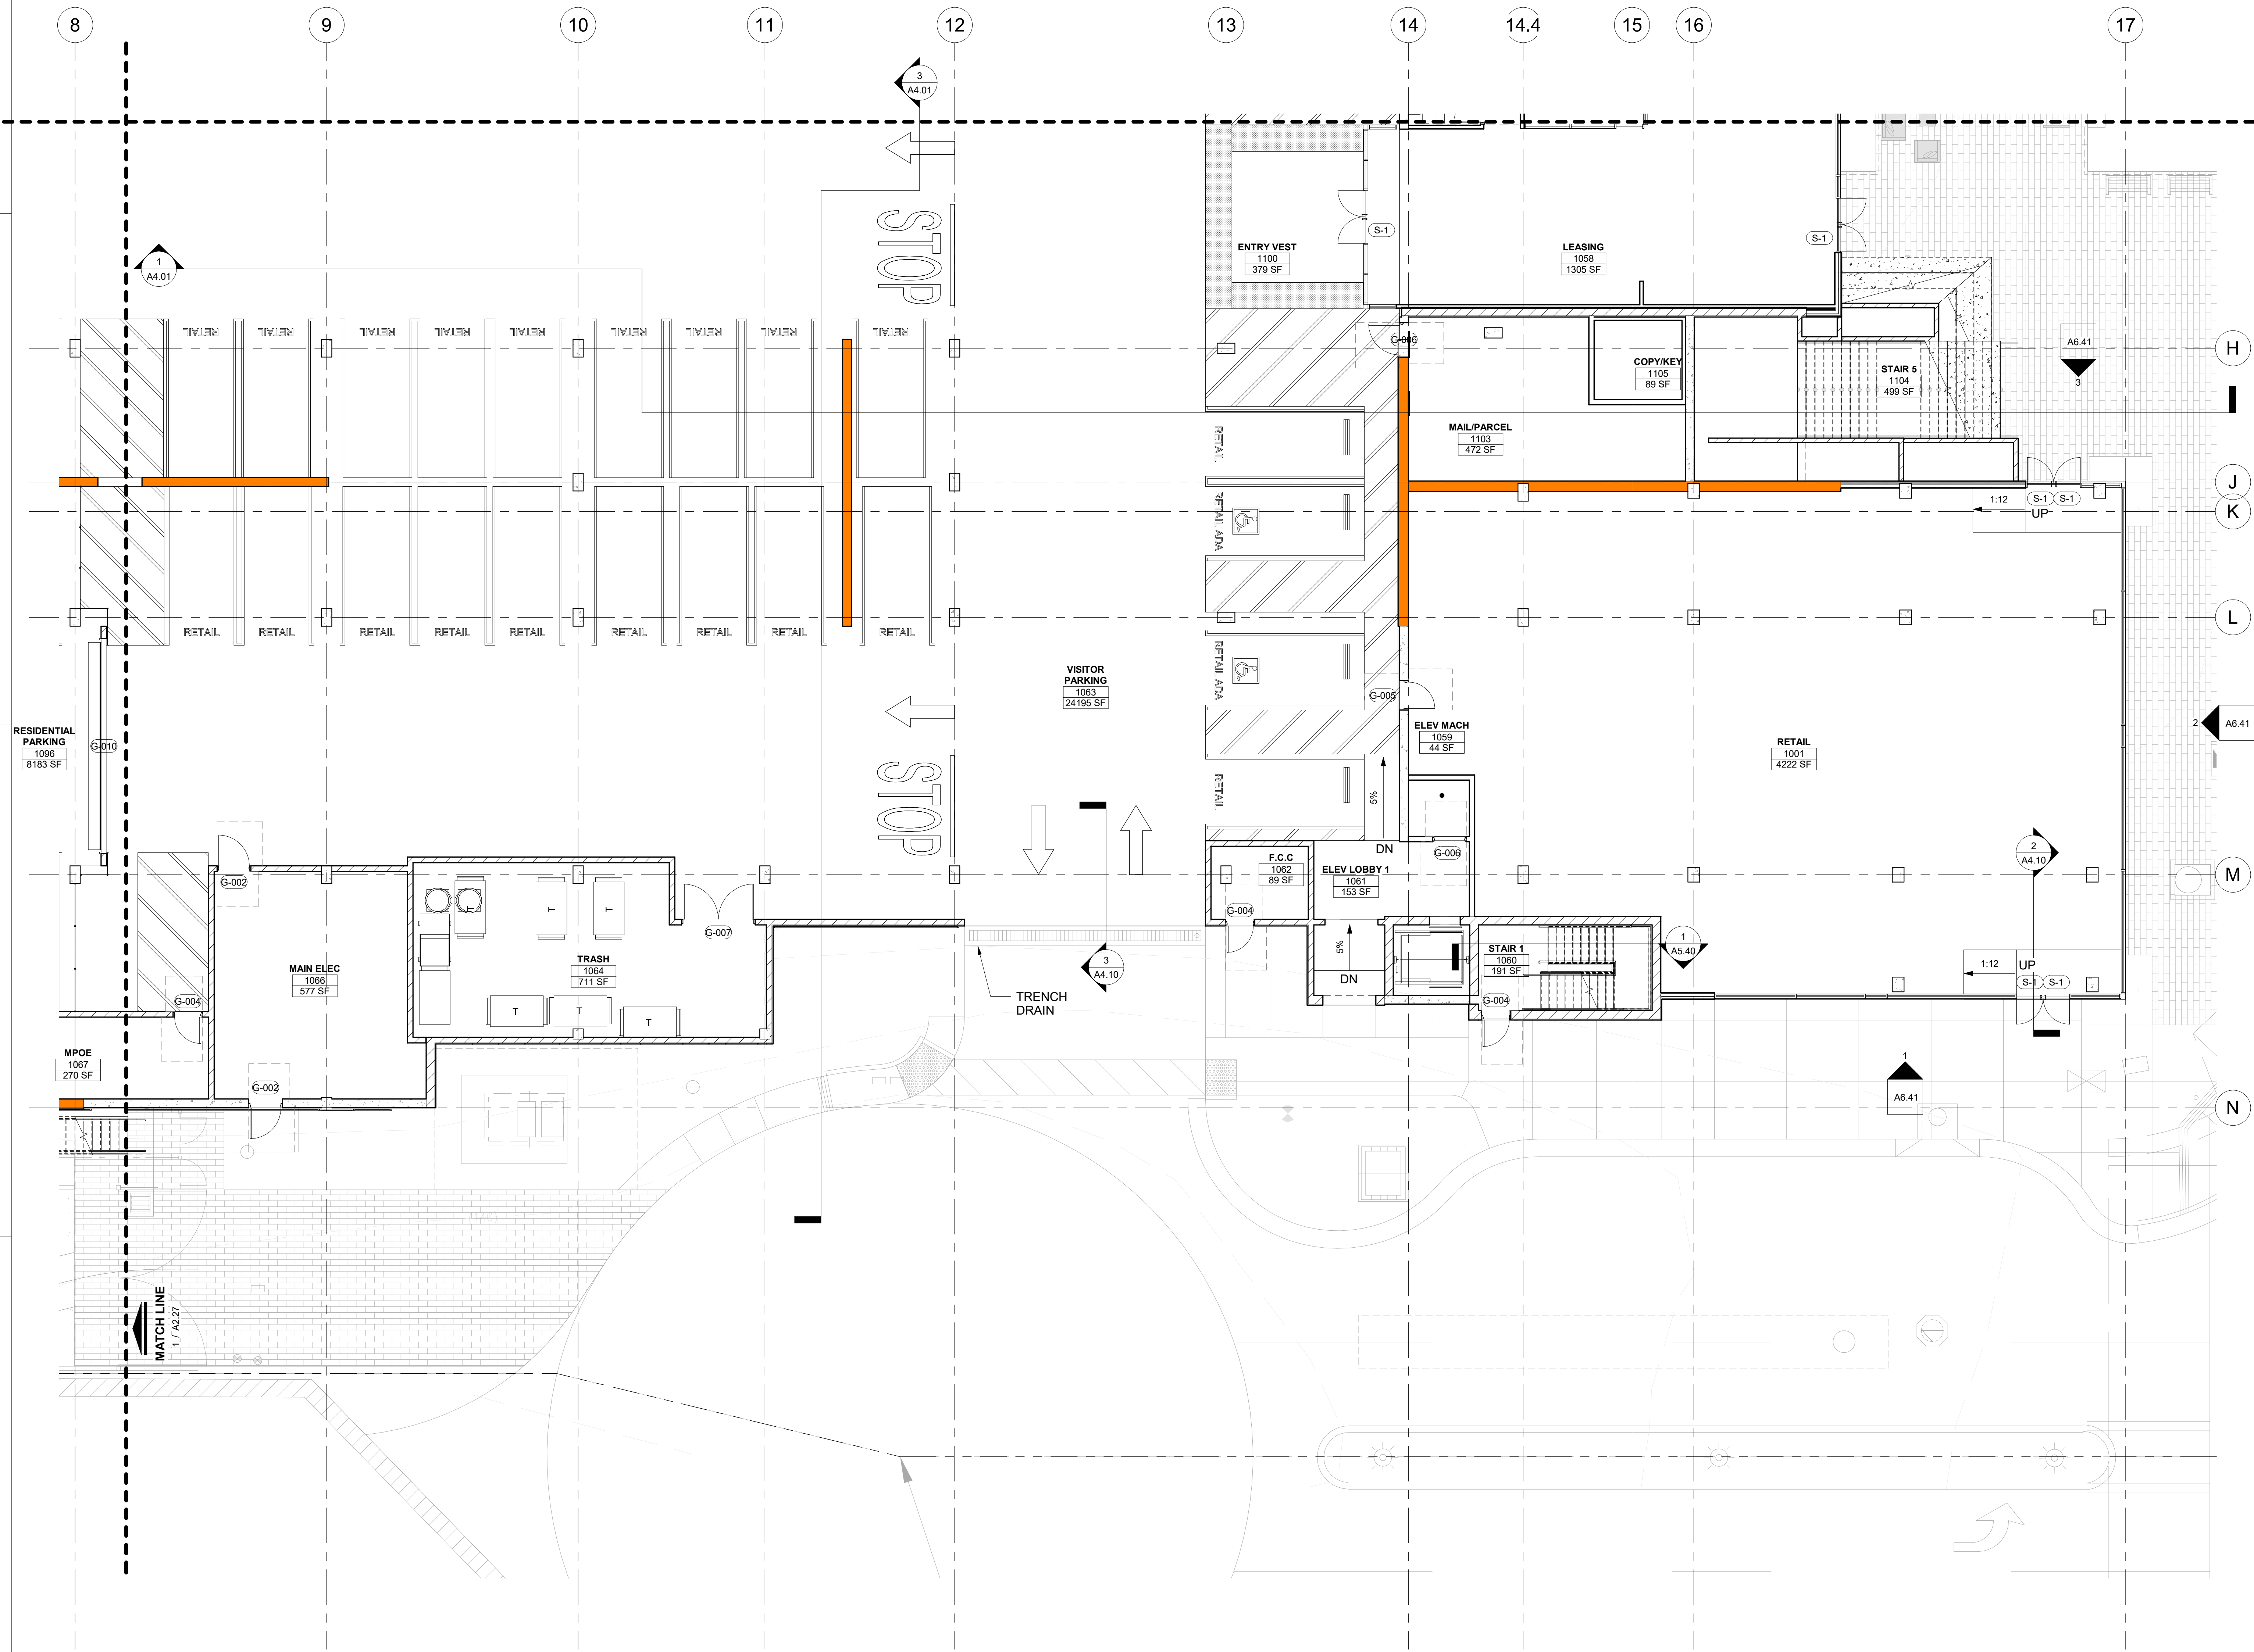 8
9
10
11
12
13
14
14.4
15
16
17
3
A4.01
1
A4.01
STOP
ENTRY VEST
1100
379 SF
S-1
LEASING
1058
1305 SF
S-1
RETAIL
RETAIL
RETAIL
RETAIL
RETAIL
RETAIL
RETAIL
RETAIL
RETAIL
G-006
COPY/KEY
1105
89 SF
STAIR 5
1104
499 SF
A6.41
3
H
MAIL/PARCEL
1103
472 SF
RETAIL
J
RETAIL ADA
1:12
UP
S-1
S-1
K
RETAIL
RETAIL
RETAIL
RETAIL
RETAIL
RETAIL
RETAIL
RETAIL
RETAIL
L
RETAIL ADA
VISITOR
PARKING
1063
24195 SF
G-005
RESIDENTIAL
PARKING
1096
8183 SF
G-010
ELEV MACH
1059
44 SF
RETAIL
1001
4222 SF
2
A6.41
STOP
RETAIL
5%
DN
G-006
2
A4.10
G-002
F.C.C
1062
89 SF
ELEV LOBBY 1
1061
153 SF
M
T
T
T
G-004
G-007
5%
DN
STAIR 1
1060
191 SF
1
A5.40
MAIN ELEC
1066
577 SF
TRASH
1064
711 SF
3
A4.10
1:12
UP
S-1
S-1
G-004
G-004
TRENCH
DRAIN
T
T
T
MPOE
1067
270 SF
G-002
1
A6.41
N
MATCH LINE
1 / A2.27